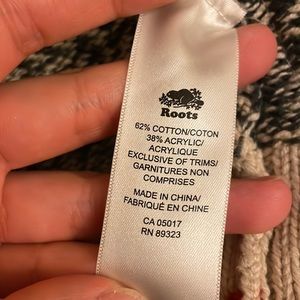 Roots
62% COTTON/COTON
38% ACRYLIC/
ACRYLIQUE
EXCLUSIVE OF TRIMS/
GARNITURES NON
COMPRISES
MADE IN CHINA/
FABRIQUÉ EN CHINE
CA 05017
RN 89323